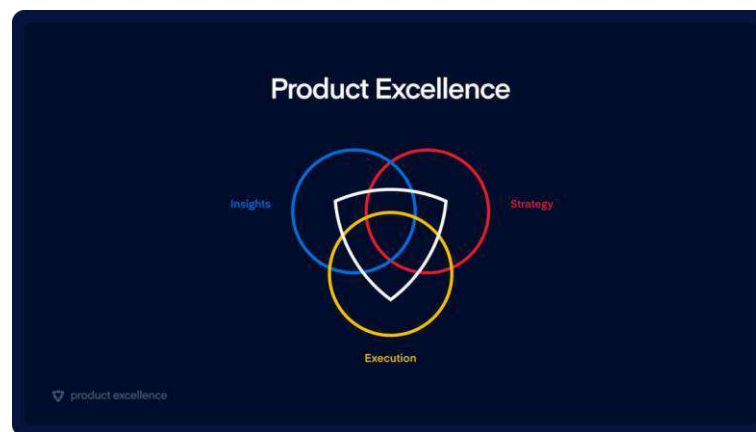 Product Excellence
Insights
Strategy
Execution
product excellence